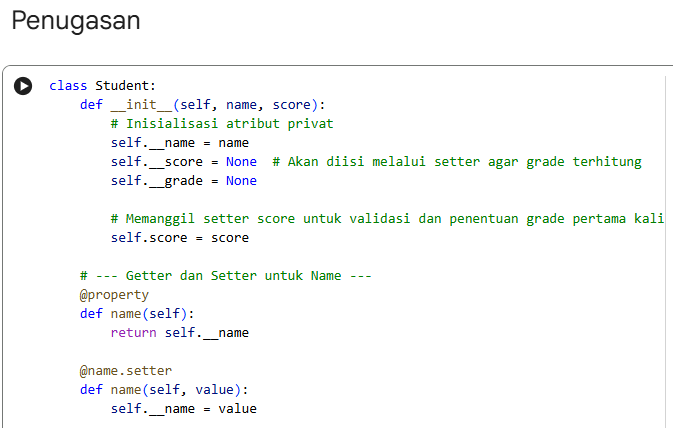 Penugasan
class Student:
    def __init__(self, name, score):
        # Inisialisasi atribut privat
        self.__name = name
        self.__score = None  # Akan diisi melalui setter agar grade terhitung
        self.__grade = None

        # Memanggil setter score untuk validasi dan penentuan grade pertama kali
        self.score = score

    # --- Getter dan Setter untuk Name ---
    @property
    def name(self):
        return self.__name

    @name.setter
    def name(self, value):
        self.__name = value